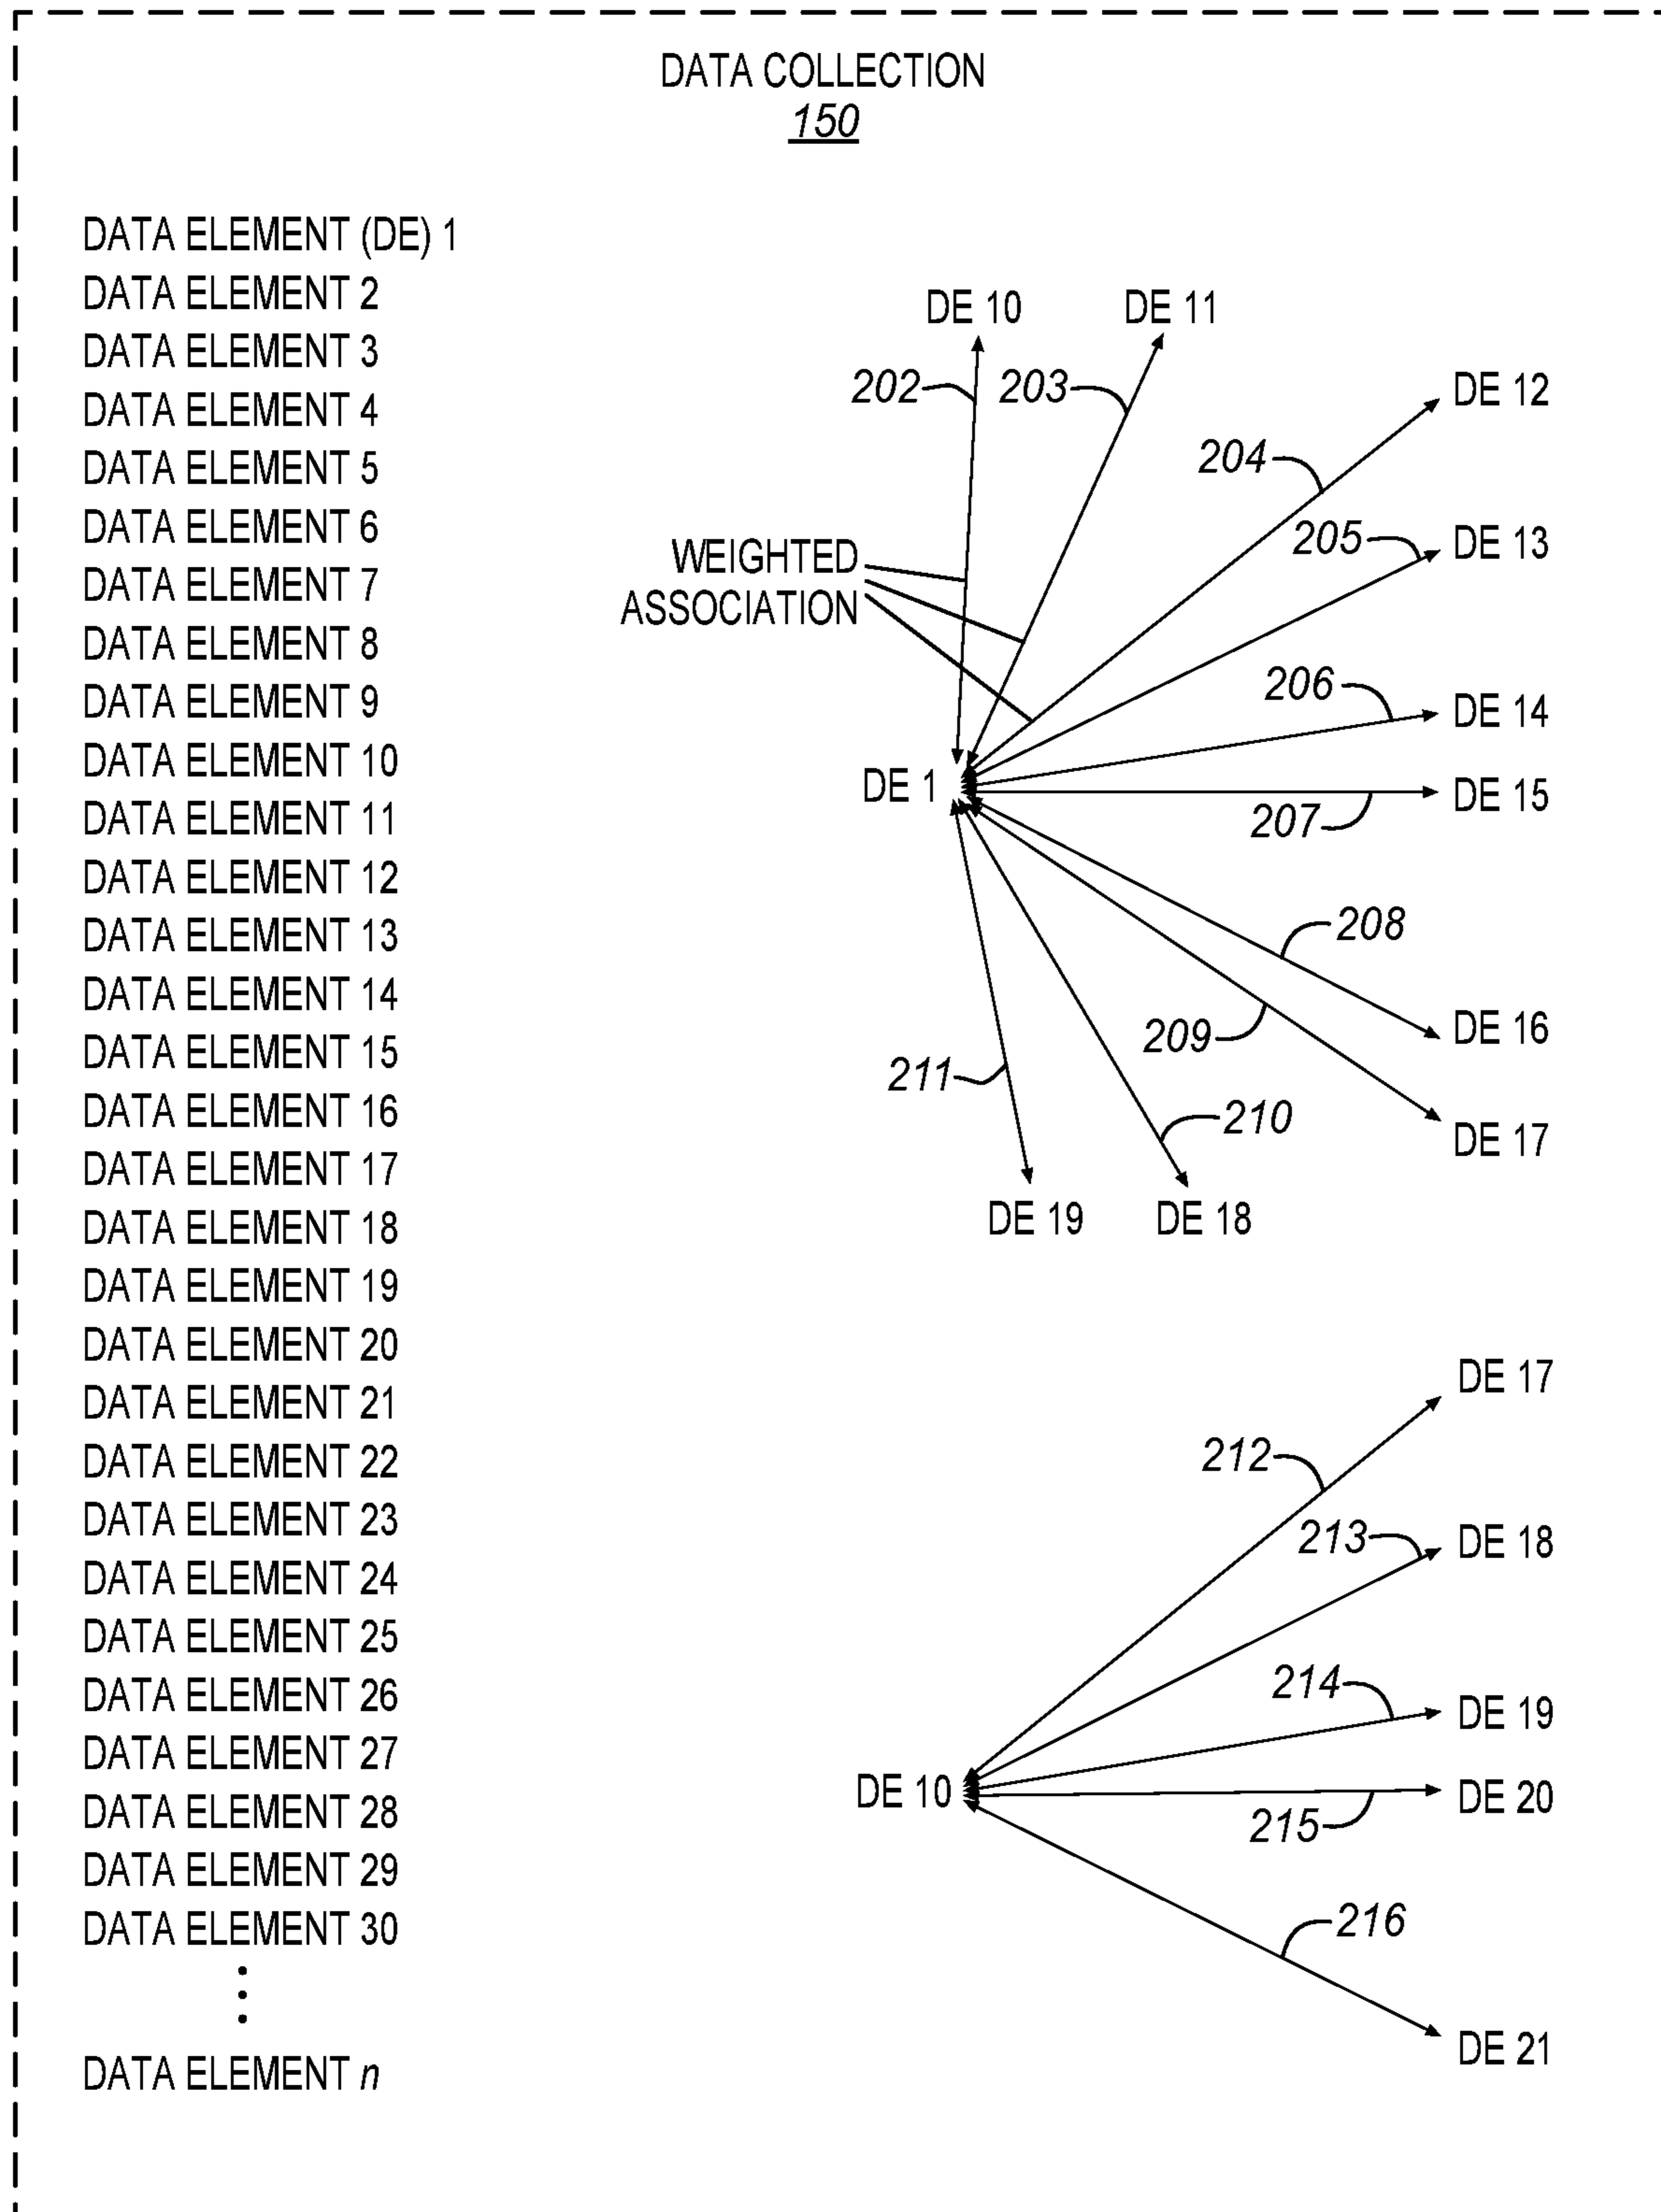 DATA COLLECTION
150
DATA ELEMENT (DE) 1
DATA ELEMENT 2
DATA ELEMENT 3
DATA ELEMENT 4
DATA ELEMENT 5
DATA ELEMENT 6
DATA ELEMENT 7
DATA ELEMENT 8
DATA ELEMENT 9
DATA ELEMENT 10
DATA ELEMENT 11
DATA ELEMENT 12
DATA ELEMENT 13
DATA ELEMENT 14
DATA ELEMENT 15
DATA ELEMENT 16
DATA ELEMENT 17
DATA ELEMENT 18
DATA ELEMENT 19
DATA ELEMENT 20
DATA ELEMENT 21
DATA ELEMENT 22
DATA ELEMENT 23
DATA ELEMENT 24
DATA ELEMENT 25
DATA ELEMENT 26
DATA ELEMENT 27
DATA ELEMENT 28
DATA ELEMENT 29
DATA ELEMENT 30
DATA ELEMENT n
DE 10
DE 11
202
203
DE 12
204
205
DE 13
WEIGHTED
ASSOCIATION
206
DE 14
DE 1
DE 15
207
208
209
DE 16
211
210
DE 17
DE 19
DE 18
DE 17
212
213
DE 18
214
DE 19
DE 10
DE 20
215
216
DE 21